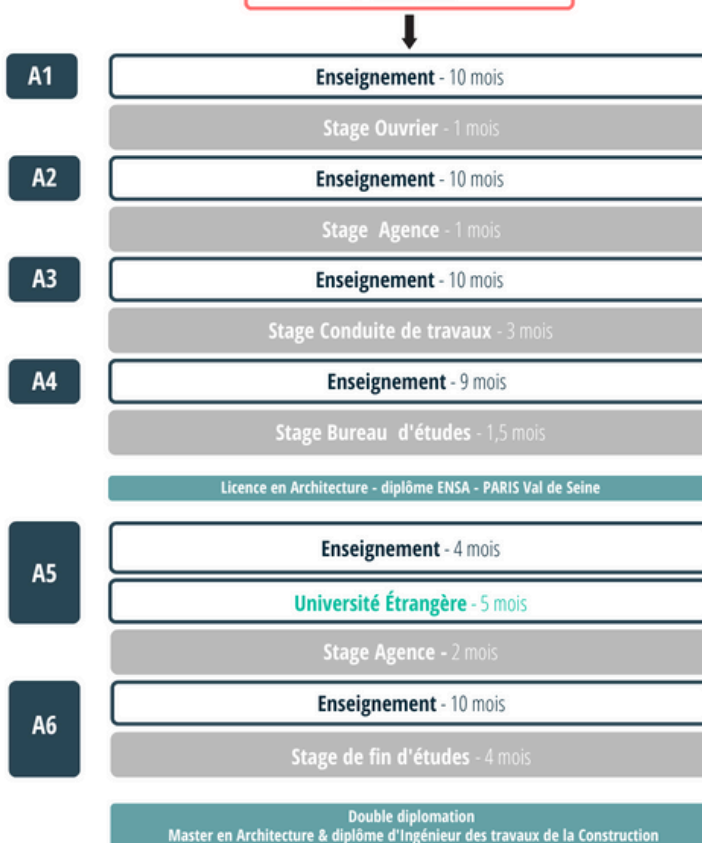 A1
Enseignement - 10 mois
Stage Ouvrier - 1 mois
A2
Enseignement - 10 mois
Stage Agence - 1 mois
A3
Enseignement - 10 mois
Stage Conduite de travaux - 3 mois
A4
Enseignement - 9 mois
Stage Bureau d'études - 1,5 mois
Licence en Architecture - diplôme ENSA - PARIS Val de Seine
A5
Enseignement - 4 mois
Université Étrangère - 5 mois
Stage Agence - 2 mois
A6
Enseignement - 10 mois
Stage de fin d'études - 4 mois
Double diplomation
Master en Architecture & diplôme d'Ingénieur des travaux de la Construction